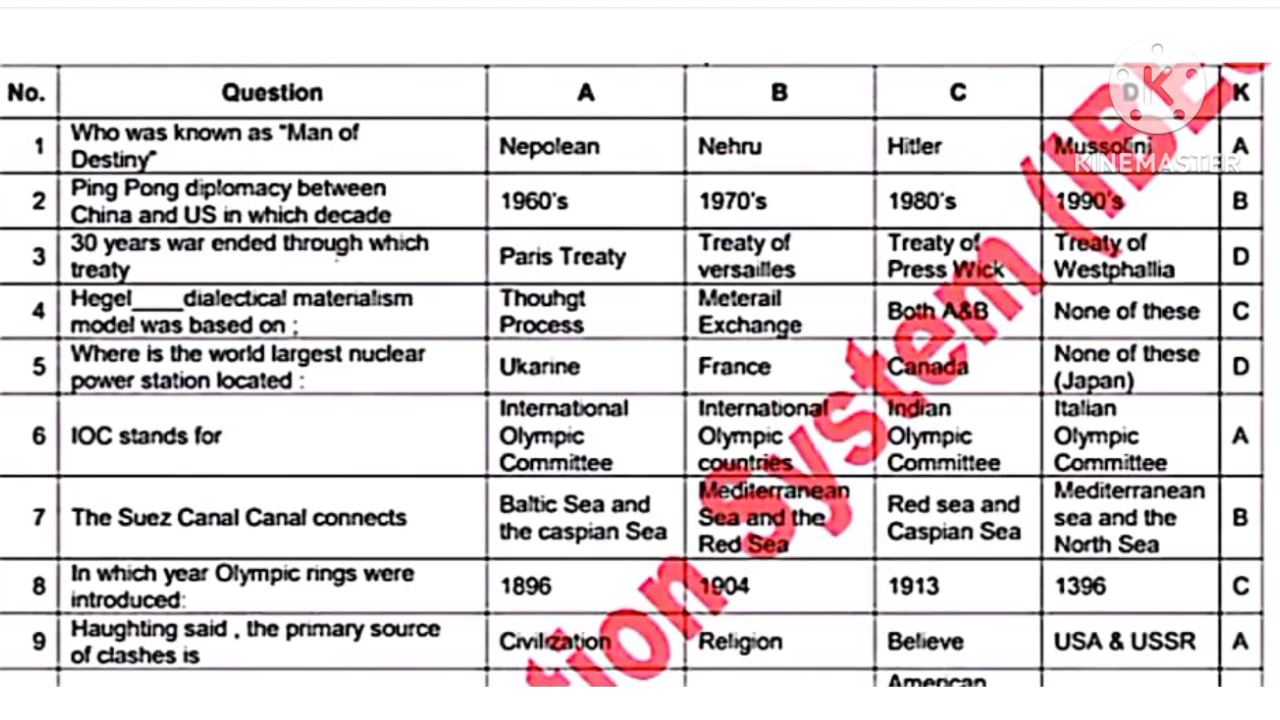 No. Question A B C D K
1 Who was known as "Man of
Destiny" Nepolean Nehru Hitler Mussolini A
2 Ping Pong diplomacy between
China and US in which decade 1960's 1970's 1980's 1990's B
3 30 years war ended through which
treaty Paris Treaty Treaty of
versailles Treaty of
Press Wick Treaty of
Westphallia D
4 Hegel____dialectical materialism
model was based on ; Thouhgt
Process Meterail
Exchange Both A&B None of these C
5 Where is the world largest nuclear
power station located : Ukarine France Canada None of these
(Japan) D
6 IOC stands for International
Olympic
Committee International
Olympic
countries Indian
Olympic
Committee Italian
Olympic
Committee A
7 The Suez Canal Canal connects Baltic Sea and
the caspian Sea Mediterranean
Sea and the
Red Sea Red sea and
Caspian Sea Mediterranean
sea and the
North Sea B
8 In which year Olympic rings were
introduced: 1896 1904 1913 1396 C
9 Haughting said , the primary source
of clashes is Civilization Religion Believe USA & USSR A
American
tion System (IBE
KINEMASTER